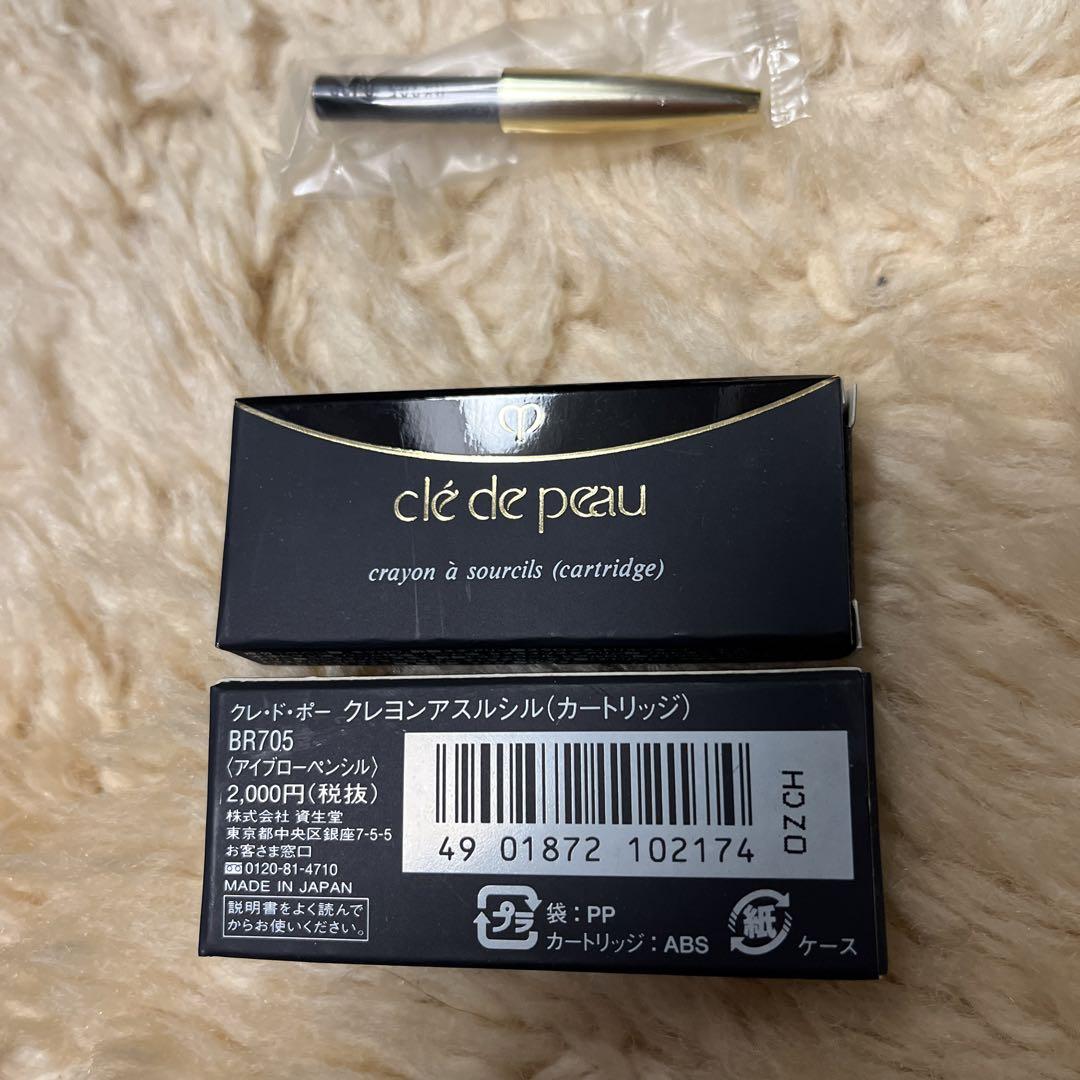 clé de peau
crayon à sourcils (cartridge)
クレ・ド・ポー クレヨンアスルシル(カートリッジ)
BR705
〈アイブローペンシル〉
2,000円(税抜)
株式会社 資生堂
東京都中央区銀座7-5-5
お客さま窓口
0120-81-4710
MADE IN JAPAN
説明書をよく読んで
からお使いください。
49 01872 102174
OZCH
プラ
袋:PP
カートリッジ:ABS
紙
ケース